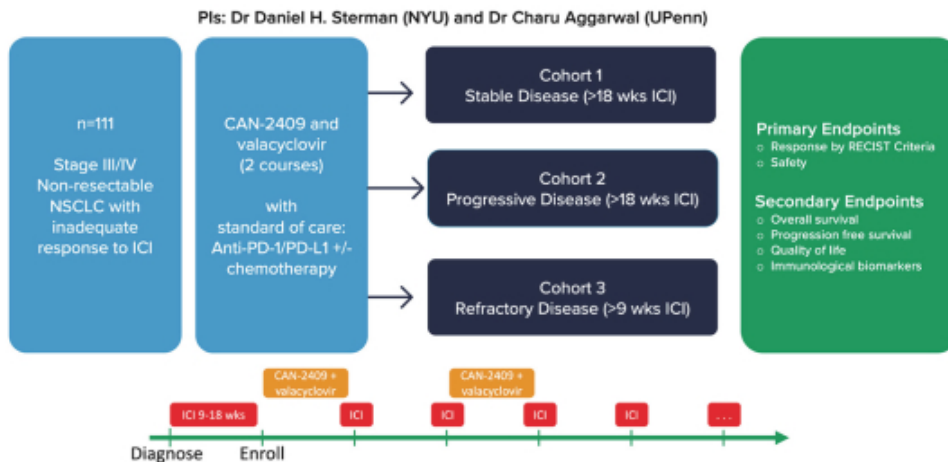 PIs: Dr Daniel H. Sterman (NYU) and Dr Charu Aggarwal (UPenn)
n=111
Stage III/IV
Non-resectable
NSCLC with
inadequate
response to ICI
CAN-2409 and
valacyclovir
(2 courses)
with
standard of care:
Anti-PD-1/PD-L1 +/-
chemotherapy
Cohort 1
Stable Disease (>18 wks ICI)
Cohort 2
Progressive Disease (>18 wks ICI)
Cohort 3
Refractory Disease (>9 wks ICI)
Primary Endpoints
○ Response by RECIST Criteria
○ Safety
Secondary Endpoints
○ Overall survival
○ Progression free survival
○ Quality of life
○ Immunological biomarkers
CAN-2409 +
valacyclovir
CAN-2409 +
valacyclovir
ICI 9-18 wks
ICI
ICI
ICI
ICI
...
Diagnose
Enroll